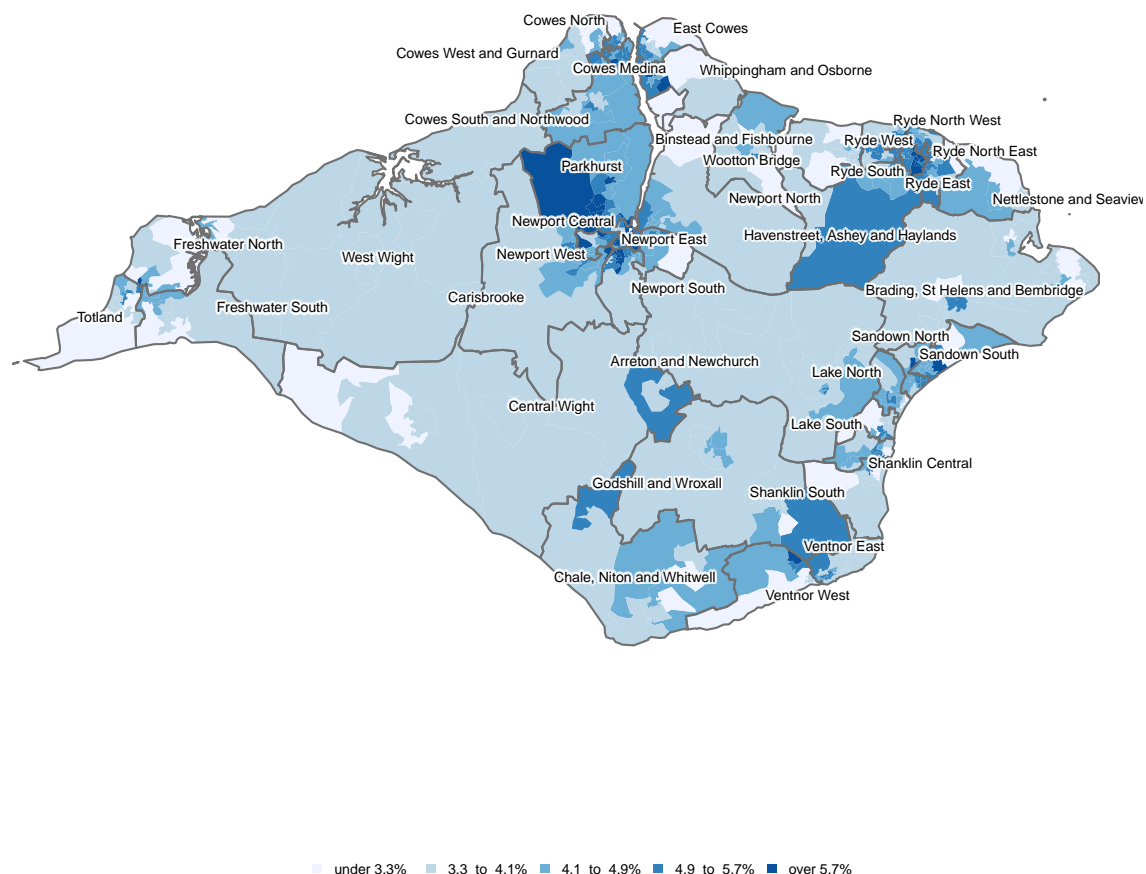 Cowes North
East Cowes
Cowes West and Gurnard
Cowes Medina
Whippingham and Osborne
Cowes South and Northwood
Ryde North West
Binstead and Fishbourne
Ryde West
Ryde North East
Parkhurst
Wootton Bridge
Ryde South
Ryde East
Newport North
Nettlestone and Seaview
Newport Central
Freshwater North
Newport East
Havenstreet, Ashey and Haylands
West Wight
Newport West
Newport South
Brading, St Helens and Bembridge
Carisbrooke
Freshwater South
Totland
Sandown North
Sandown South
Arreton and Newchurch
Lake North
Central Wight
Lake South
Shanklin Central
Godshill and Wroxall
Shanklin South
Ventnor East
Chale, Niton and Whitwell
Ventnor West
under 3.3% 3.3 to 4.1% 4.1 to 4.9% 4.9 to 5.7% over 5.7%